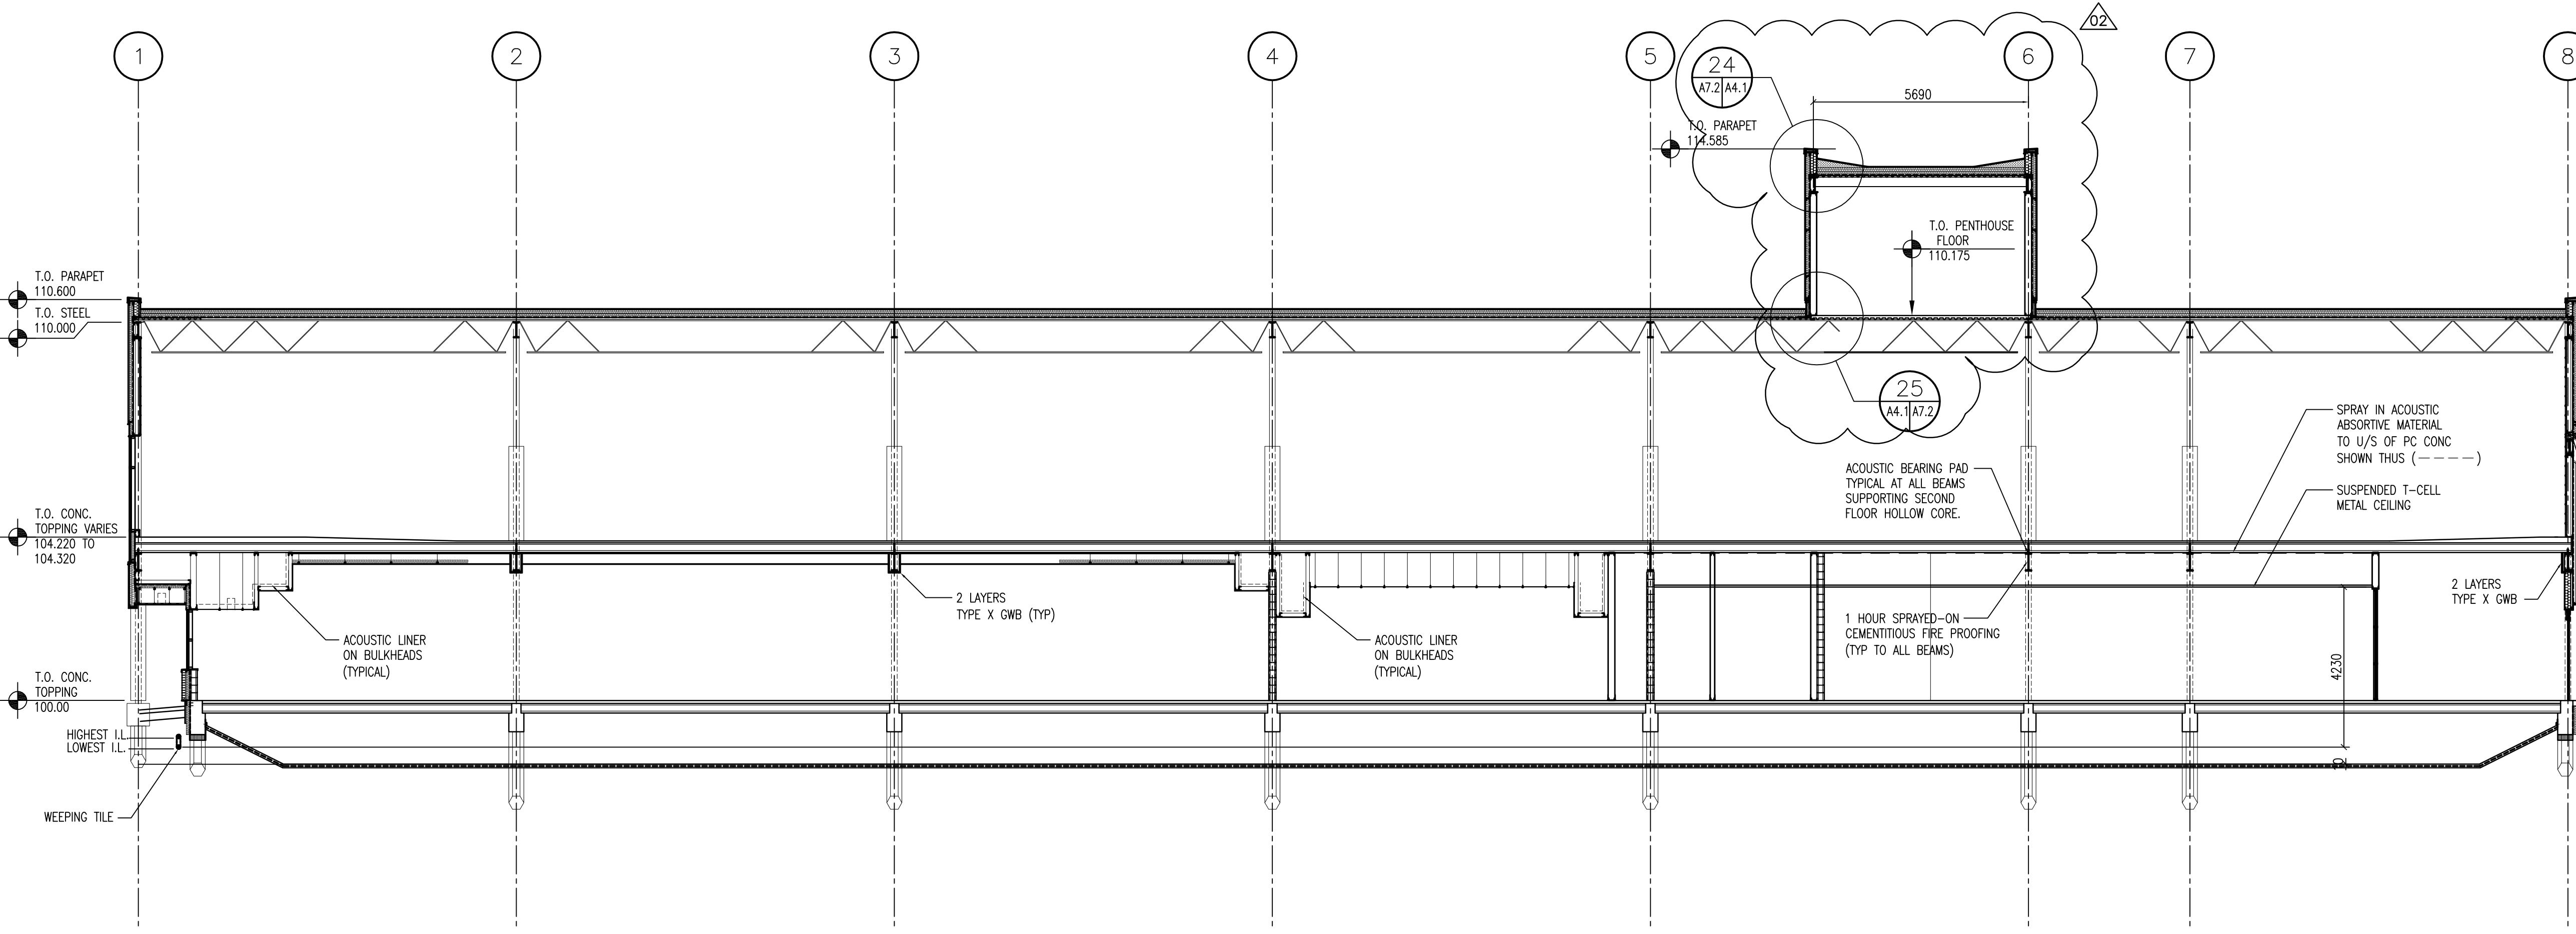 02
1
2
3
4
5
6
7
8
24
A7.2 A4.1
5690
T.O. PARAPET
114.585
T.O. PENTHOUSE
FLOOR
110.175
T.O. PARAPET
110.600
T.O. STEEL
110.000
25
A4.1 A7.2
SPRAY IN ACOUSTIC
ABSORTIVE MATERIAL
TO U/S OF PC CONC
SHOWN THUS (-----)
SUSPENDED T-CELL
METAL CEILING
ACOUSTIC BEARING PAD
TYPICAL AT ALL BEAMS
SUPPORTING SECOND
FLOOR HOLLOW CORE.
T.O. CONC.
TOPPING VARIES
104.220 TO
104.320
2 LAYERS
TYPE X GWB (TYP)
ACOUSTIC LINER
ON BULKHEADS
(TYPICAL)
ACOUSTIC LINER
ON BULKHEADS
(TYPICAL)
1 HOUR SPRAYED-ON
CEMENTITIOUS FIRE PROOFING
(TYP TO ALL BEAMS)
2 LAYERS
TYPE X GWB
4230
T.O. CONC.
TOPPING
100.00
HIGHEST I.L.
LOWEST I.L.
WEEPING TILE